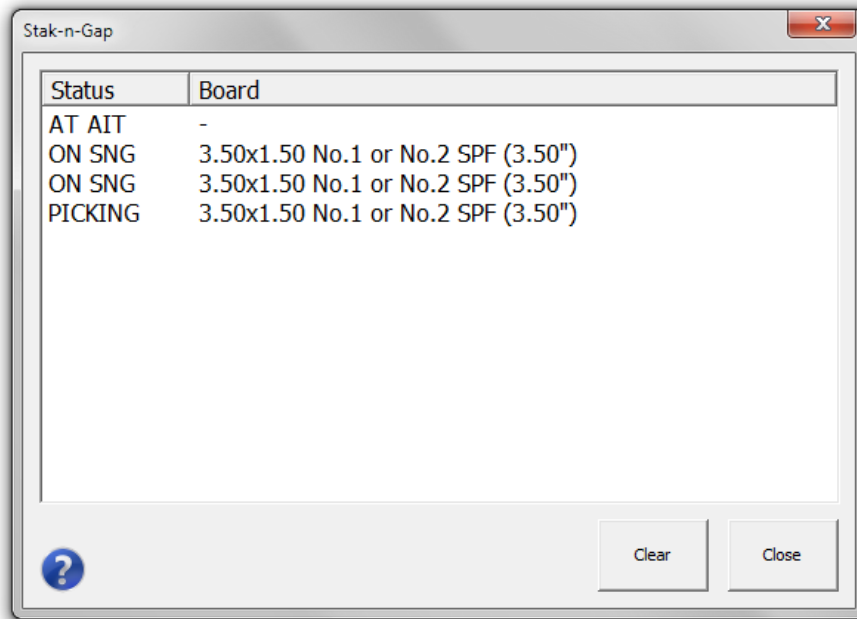 Stak-n-Gap
Status Board
AT AIT -
ON SNG 3.50x1.50 No.1 or No.2 SPF (3.50")
ON SNG 3.50x1.50 No.1 or No.2 SPF (3.50")
PICKING 3.50x1.50 No.1 or No.2 SPF (3.50")
?
Clear Close